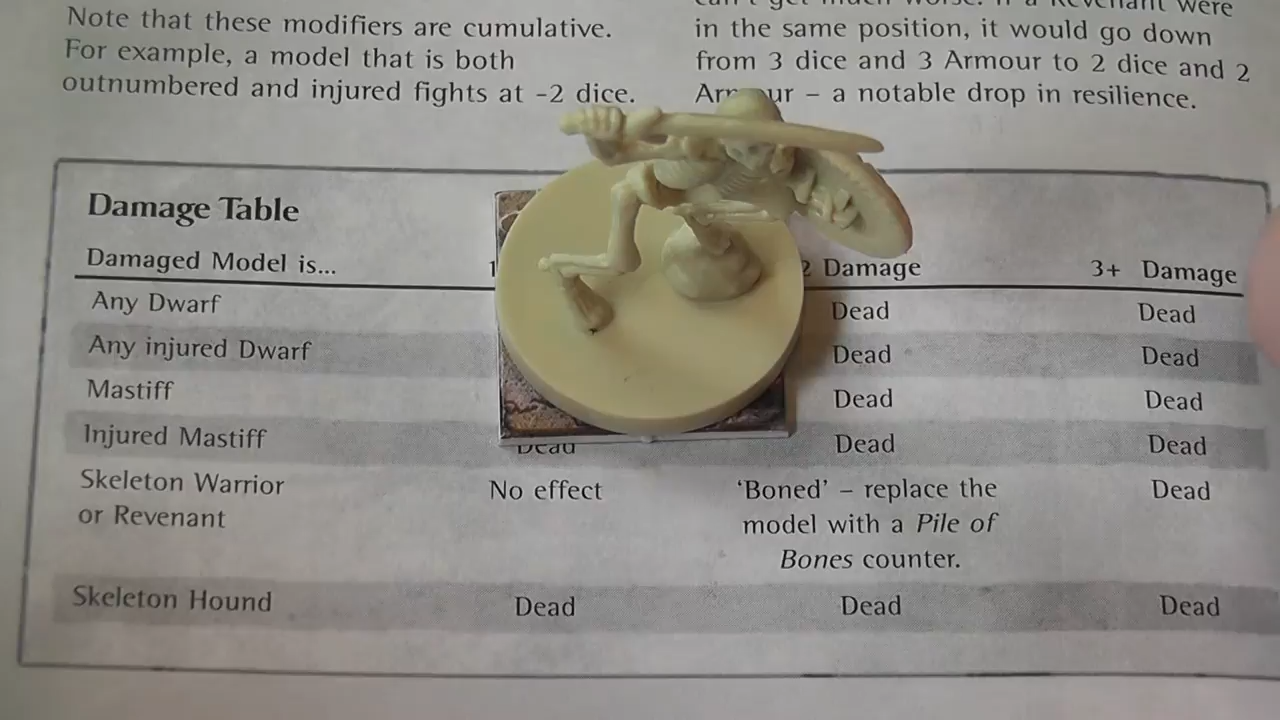 Note that these modifiers are cumulative.
For example, a model that is both
outnumbered and injured fights at -2 dice.
were
in the same position, it would go down
from 3 dice and 3 Armour to 2 dice and 2
– a notable drop in resilience.
Damage Table
Damaged Model is... 1 2 Damage 3+ Damage
Any Dwarf Dead Dead
Any injured Dwarf Dead Dead
Mastiff Dead Dead
Injured Mastiff Dead Dead Dead
Skeleton Warrior No effect 'Boned' – replace the Dead
or Revenant model with a Pile of
Bones counter.
Skeleton Hound Dead Dead Dead